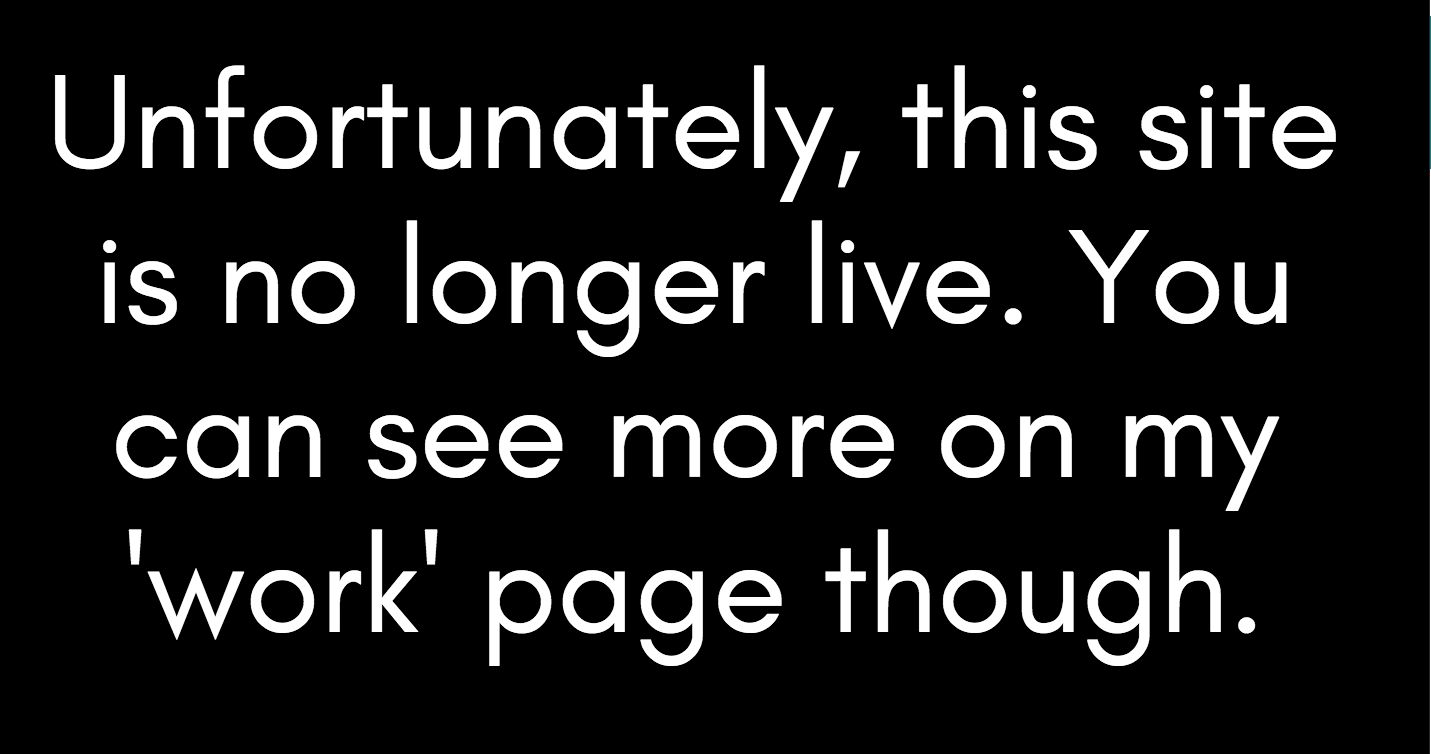 Unfortunately, this site
is no longer live. You
can see more on my
'work' page though.